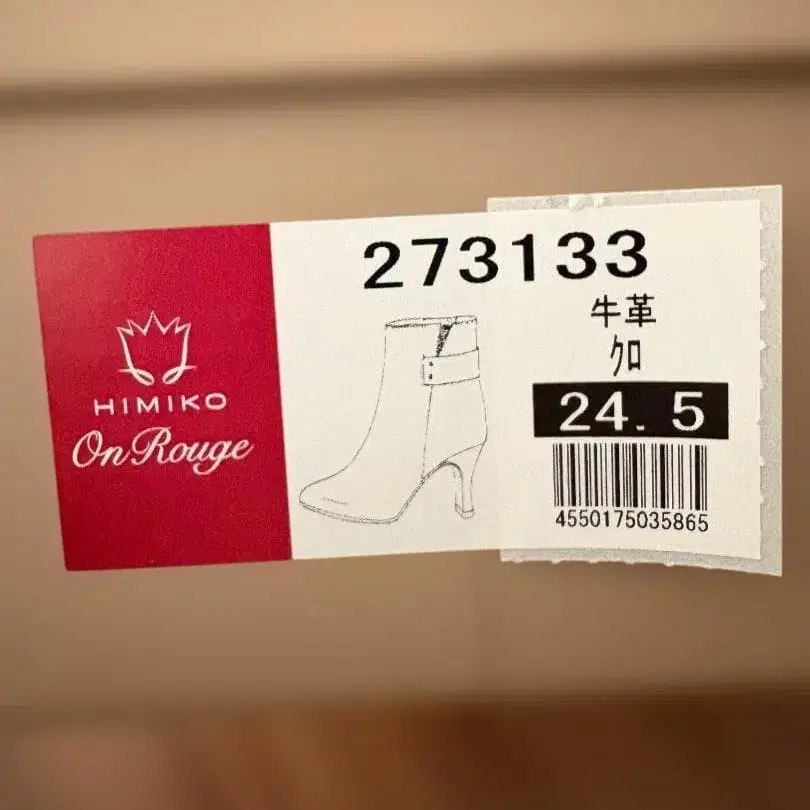 HIMIKO
On Rouge
273133
牛革
ｸﾛ
24.5
4550175035865